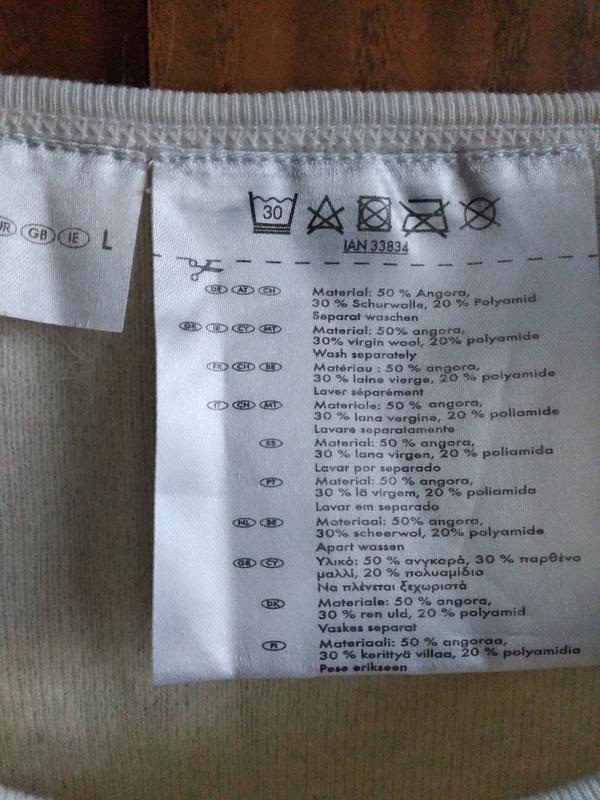 GB IE L
30
IAN 33834
DE AT CH
Material: 50 % Angora,
30 % Schurwolle, 20 % Polyamid
Separat waschen
GB IE CY MT
Material: 50% angora,
30% virgin wool, 20% polyamide
Wash separately
FR CH BE
Matériau : 50 % angora,
30 % laine vierge, 20 % polyamide
Laver séparément
IT CH MT
Materiale: 50 % angora,
30 % lana vergine, 20 % poliamide
Lavare separatamente
ES
Material: 50 % angora,
30 % lana virgen, 20 % poliamida
Lavar por separado
PT
Material: 50 % angora,
30 % lã virgem, 20 % poliamida
Lavar em separado
NL BE
Materiaal: 50% angora,
30% scheerwol, 20% polyamide
Apart wassen
GR CY
Υλικό: 50 % ανγκορά, 30 % παρθένο
μαλλί, 20 % πολυαμίδιο
Να πλένεται ξεχωριστά
DK
Materiale: 50 % angora,
30 % ren uld, 20 % polyamid
Vaskes separat
FI
Materiaali: 50 % angoraa,
30 % kerittyä villaa, 20 % polyamidia
Pese erikseen